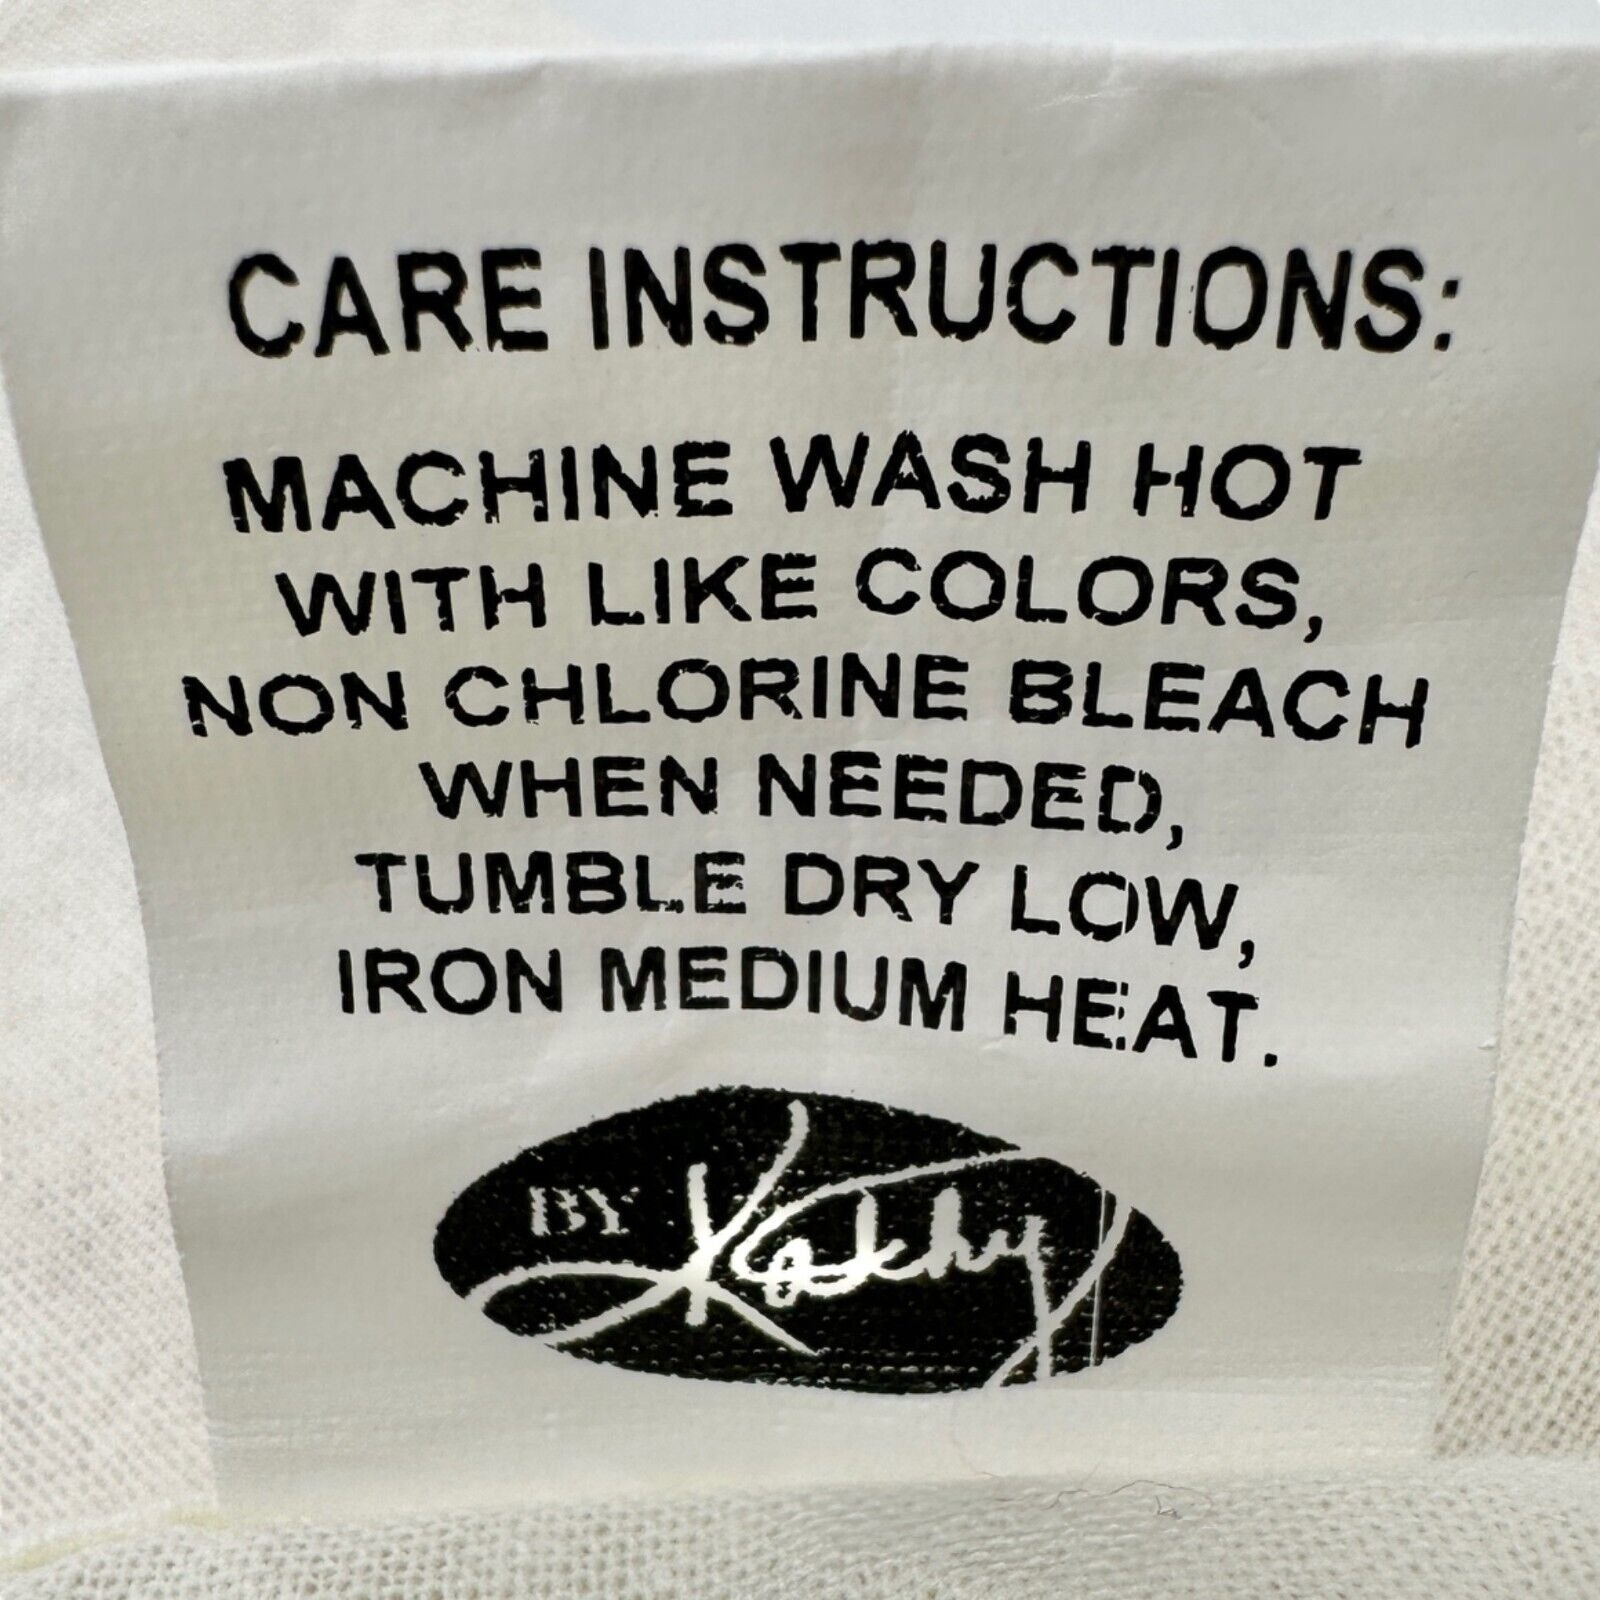 CARE INSTRUCTIONS:
MACHINE WASH HOT
WITH LIKE COLORS,
NON CHLORINE BLEACH
WHEN NEEDED,
TUMBLE DRY LOW,
IRON MEDIUM HEAT.
BY Kathy